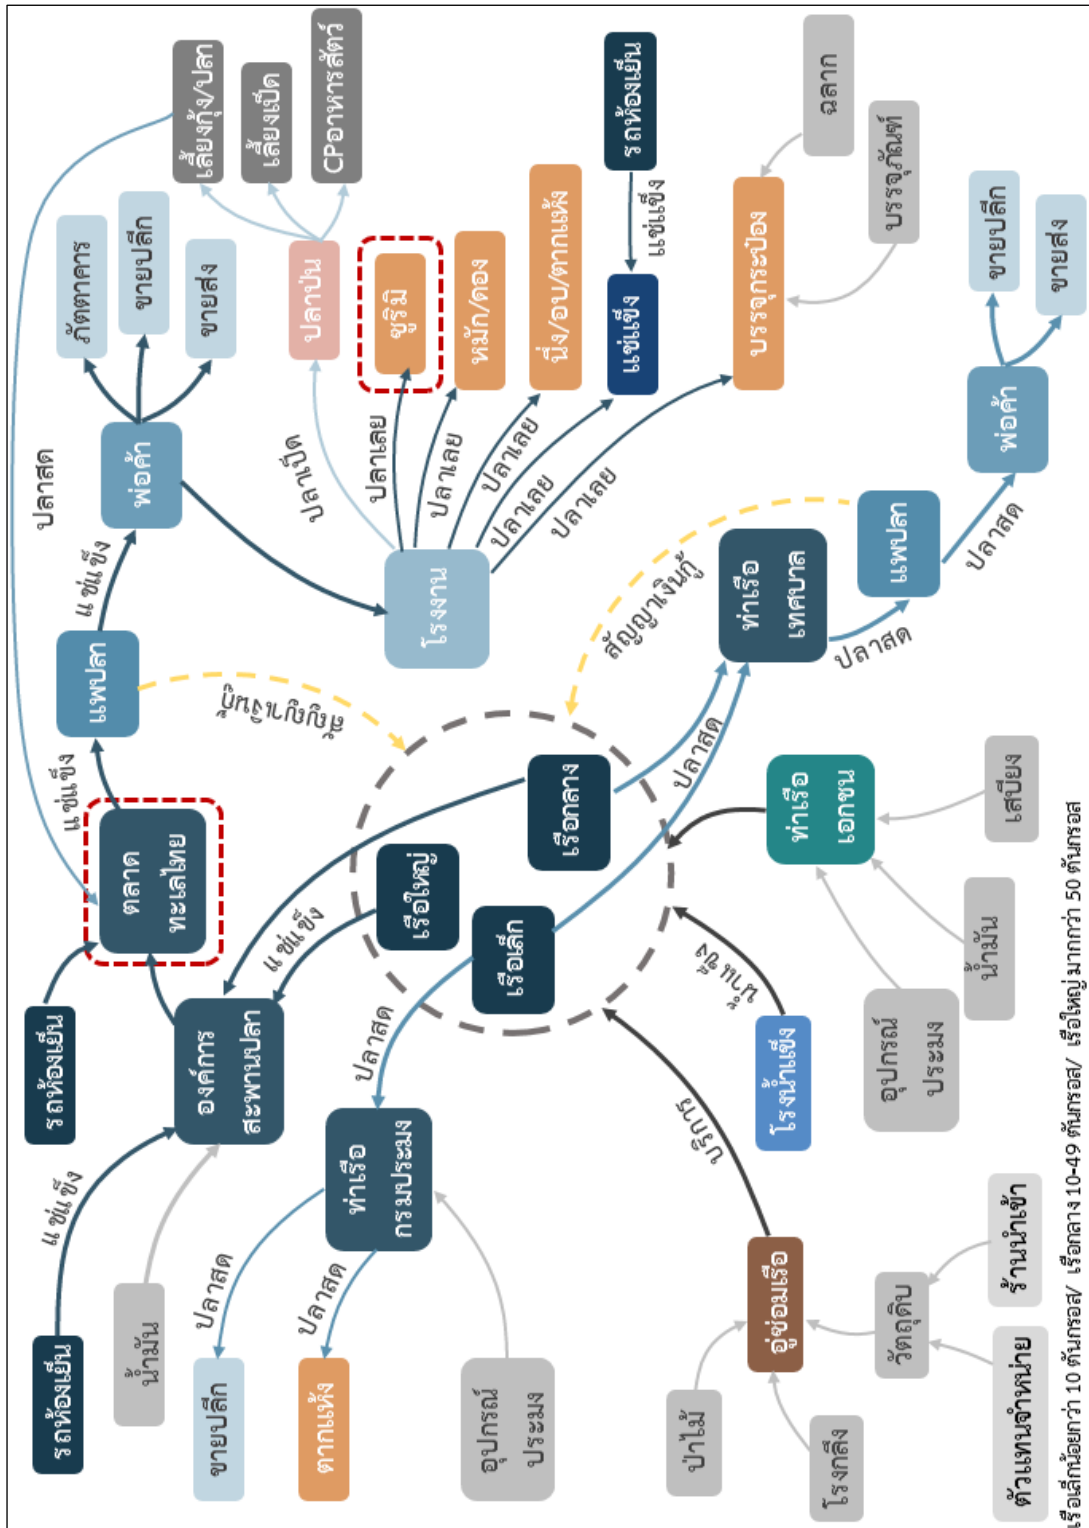 รถห้องเย็น
แช่แข็ง
รถห้องเย็น
ตลาด
ทะเลไทย
แช่แข็ง
แพปลา
แช่แข็ง
พ่อค้า
ปลาสด
ภัตตาคาร
ขายปลีก
ขายส่ง
เลี้ยงกุ้ง/ปลา
เลี้ยงเป็ด
CPอาหารสัตว์
น้ำมัน
องค์การ
สะพานปลา
แช่แข็ง
สัญญาเงินกู้
โรงงาน
ปลาเป็ด
ปลาป่น
ปลาเลย
ซูริมิ
ปลาเลย
หมัก/ดอง
ปลาเลย
นึ่ง/อบ/ตากแห้ง
ปลาเลย
แช่แข็ง
แช่แข็ง
รถห้องเย็น
ปลาเลย
บรรจุกระป๋อง
ฉลาก
บรรจุภัณฑ์
ขายปลีก
ปลาสด
ตากแห้ง
ปลาสด
ท่าเรือ
กรมประมง
ปลาสด
อุปกรณ์
ประมง
เรือใหญ่
เรือเล็ก
เรือกลาง
ปลาสด
สัญญาเงินกู้
ท่าเรือ
เทศบาล
ปลาสด
แพปลา
ปลาสด
พ่อค้า
ขายปลีก
ขายส่ง
บริการ
น้ำแข็ง
โรงน้ำแข็ง
ท่าเรือ
เอกชน
อุปกรณ์
ประมง
น้ำมัน
เสบียง
ป่าไม้
โรงกลึง
อู่ซ่อมเรือ
วัตถุดิบ
ตัวแทนจำหน่าย
ร้านนำเข้า
เรือเล็กน้อยกว่า 10 ตันกรอส/ เรือกลาง 10-49 ตันกรอส/ เรือใหญ่ มากกว่า 50 ตันกรอส